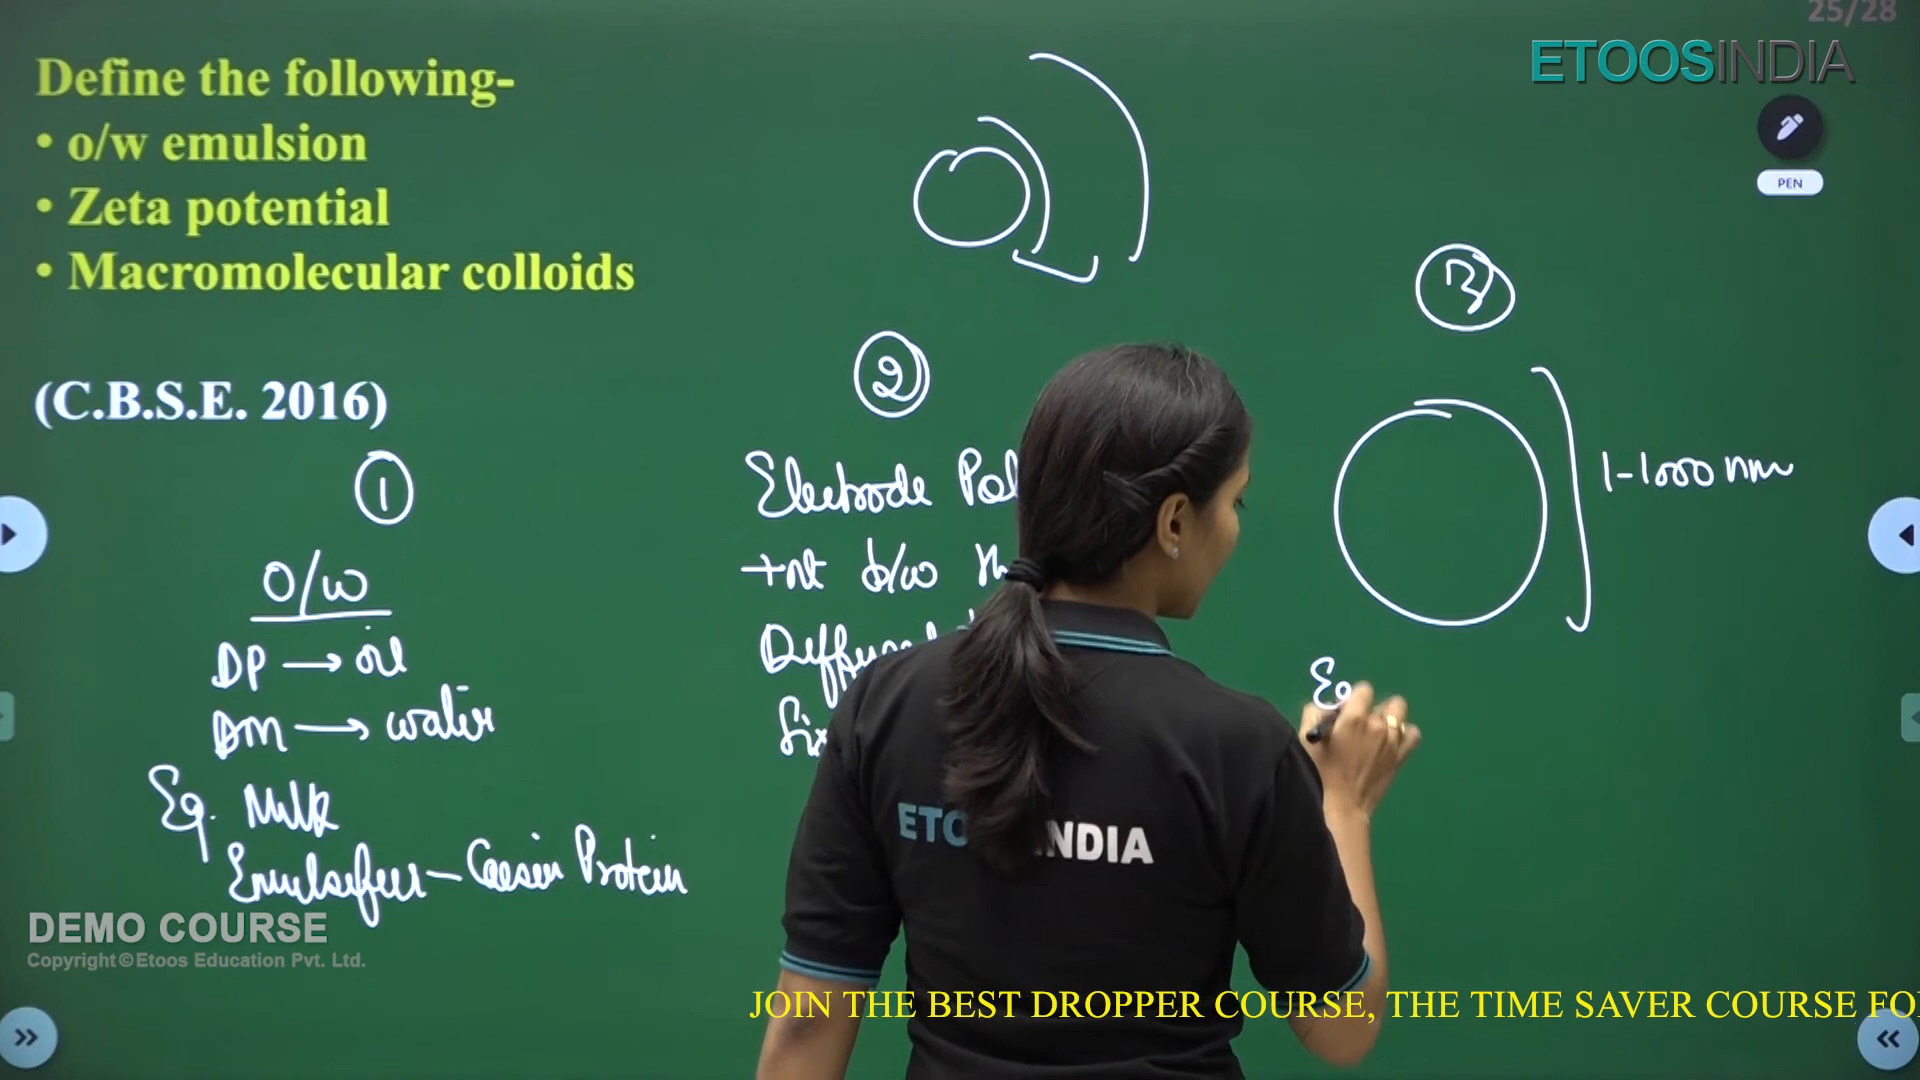 25/28
ETOOSINDIA
PEN
Define the following-
• o/w emulsion
• Zeta potential
• Macromolecular colloids
(C.B.S.E. 2016)
1
O/W
DP → oil
DM → water
Eg. Milk
Emulsifier - Casein Protein
2
Electrode
b/w
3
1-1000 nm
Eg
ETO INDIA
DEMO COURSE
Copyright © Etoos Education Pvt. Ltd.
JOIN THE BEST DROPPER COURSE, THE TIME SAVER COURSE FO